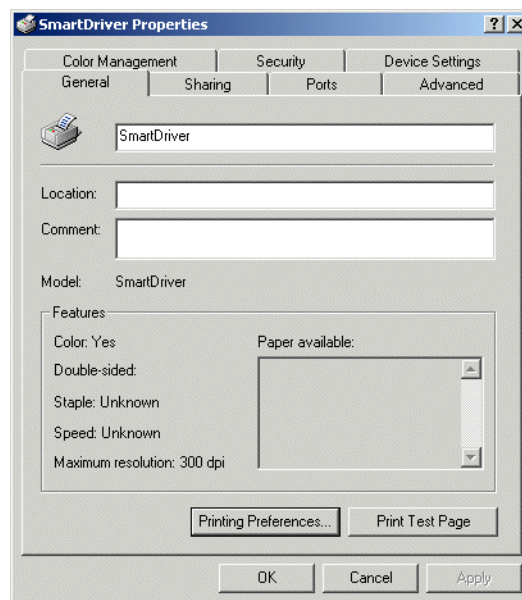 SmartDriver Properties
Color Management Security Device Settings
General Sharing Ports Advanced
SmartDriver
Location:
Comment:
Model: SmartDriver
Features
Color: Yes Paper available:
Double-sided:
Staple: Unknown
Speed: Unknown
Maximum resolution: 300 dpi
Printing Preferences... Print Test Page
OK Cancel Apply